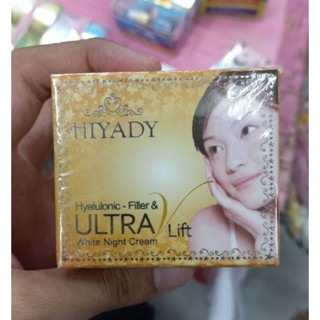 HIYADY
Hyalulonic - Filler &
ULTRA V Lift
White Night Cream